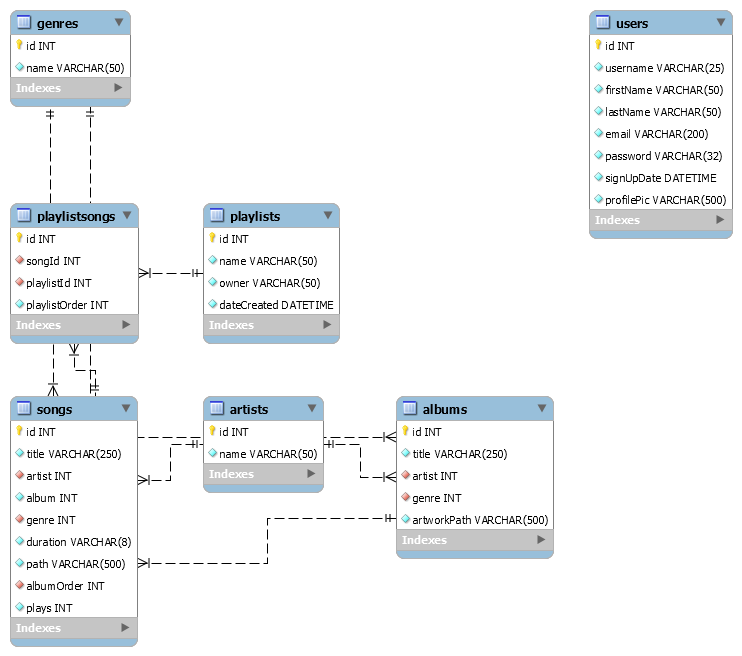 genres
id INT
name VARCHAR(50)
Indexes
users
id INT
username VARCHAR(25)
firstName VARCHAR(50)
lastName VARCHAR(50)
email VARCHAR(200)
password VARCHAR(32)
signUpDate DATETIME
profilePic VARCHAR(500)
Indexes
playlistsongs
id INT
songId INT
playlistId INT
playlistOrder INT
Indexes
playlists
id INT
name VARCHAR(50)
owner VARCHAR(50)
dateCreated DATETIME
Indexes
songs
id INT
title VARCHAR(250)
artist INT
album INT
genre INT
duration VARCHAR(8)
path VARCHAR(500)
albumOrder INT
plays INT
Indexes
artists
id INT
name VARCHAR(50)
Indexes
albums
id INT
title VARCHAR(250)
artist INT
genre INT
artworkPath VARCHAR(500)
Indexes